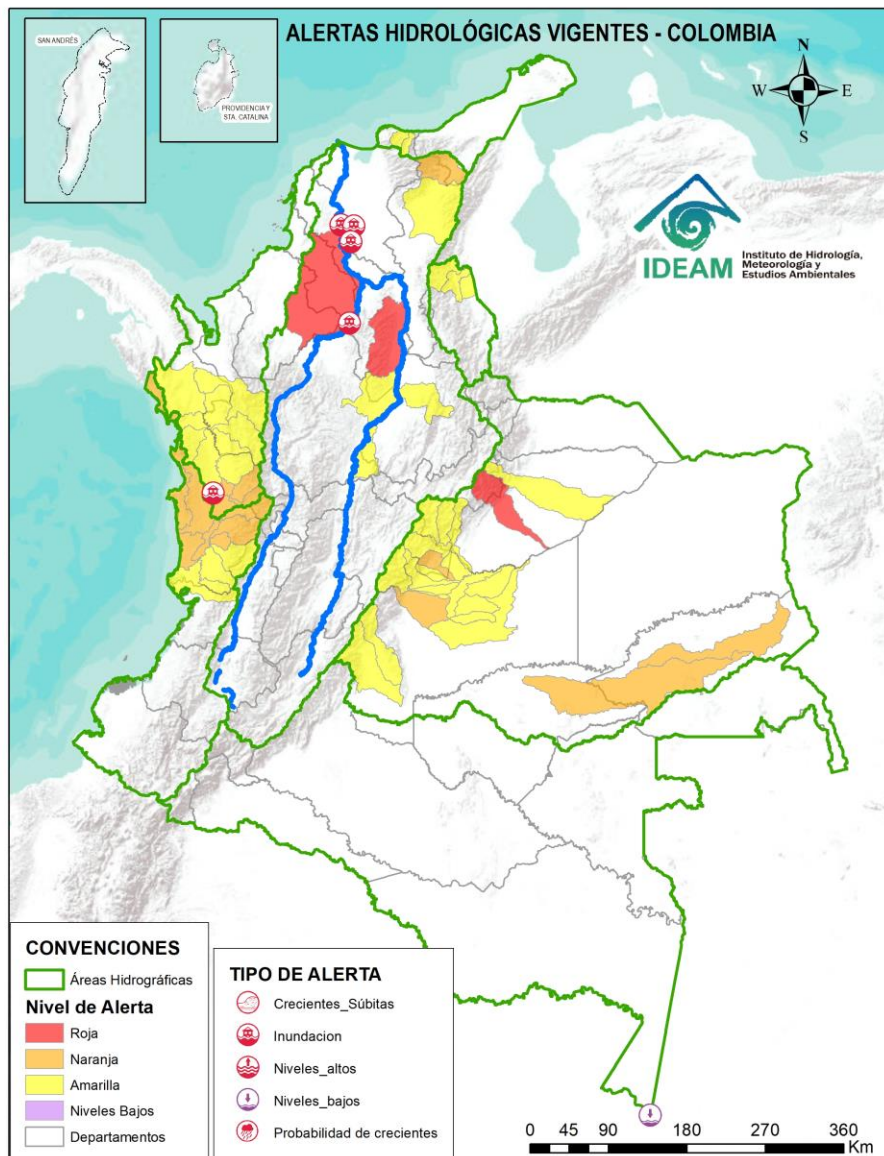 ALERTAS HIDROLÓGICAS VIGENTES - COLOMBIA
SAN ANDRÉS
PROVIDENCIA Y
STA. CATALINA
N
W
E
S
IDEAM
Instituto de Hidrología,
Meteorología y
Estudios Ambientales
CONVENCIONES
Áreas Hidrográficas
Nivel de Alerta
Roja
Naranja
Amarilla
Niveles Bajos
Departamentos
TIPO DE ALERTA
Crecientes_Súbitas
Inundacion
Niveles_altos
Niveles_bajos
Probabilidad de crecientes
0 45 90 180 270 360
Km